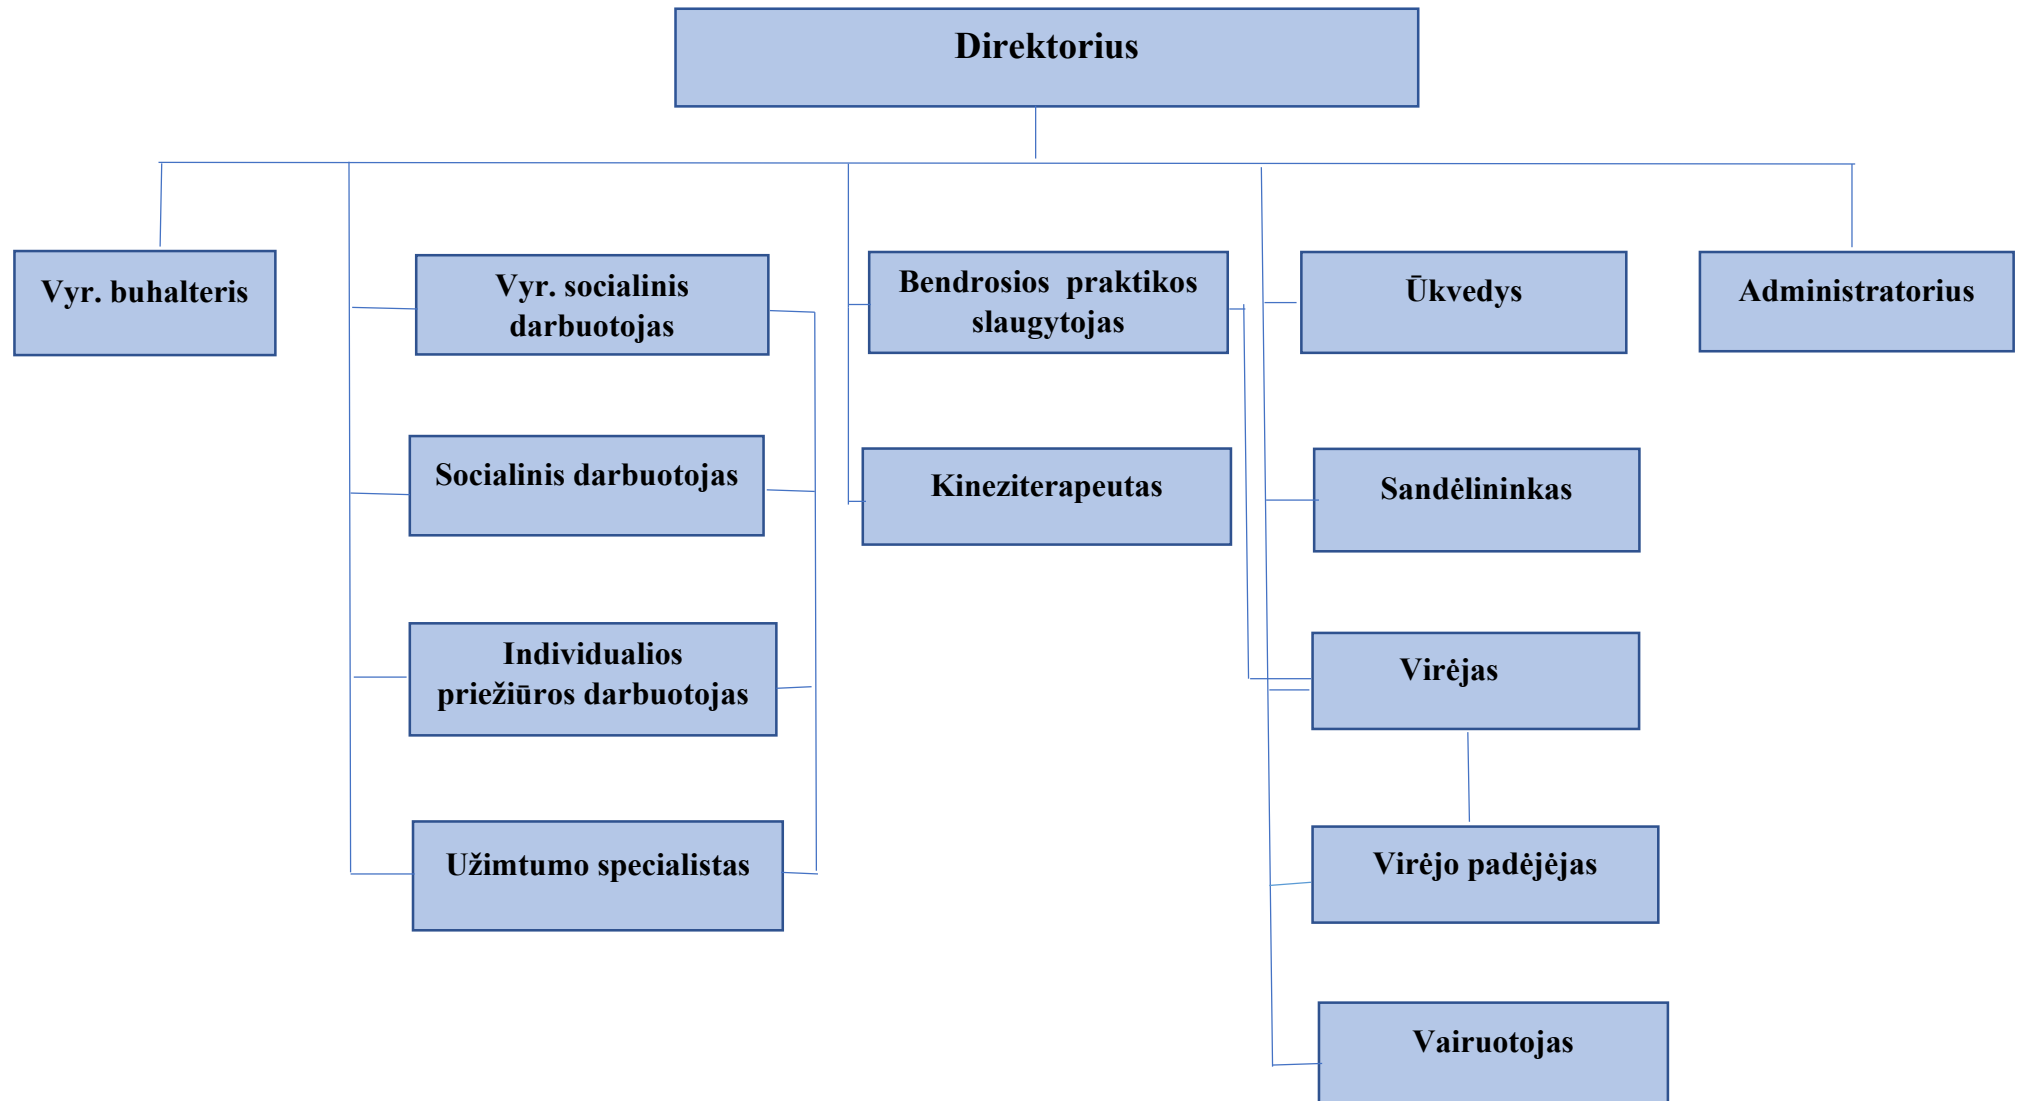 Direktorius
Vyr. buhalteris
Vyr. socialinis
darbuotojas
Bendrosios praktikos
slaugytojas
Ūkvedys
Administratorius
Socialinis darbuotojas
Kineziterapeutas
Sandėlininkas
Individualios
priežiūros darbuotojas
Virėjas
Užimtumo specialistas
Virėjo padėjėjas
Vairuotojas